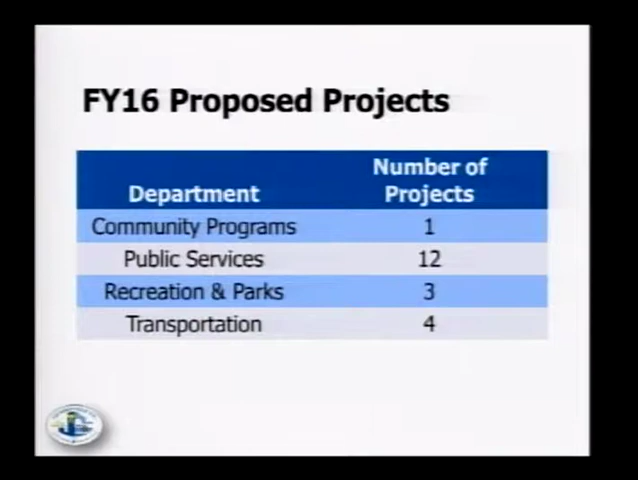 FY16 Proposed Projects
Number of
Department Projects
Community Programs 1
Public Services 12
Recreation & Parks 3
Transportation 4